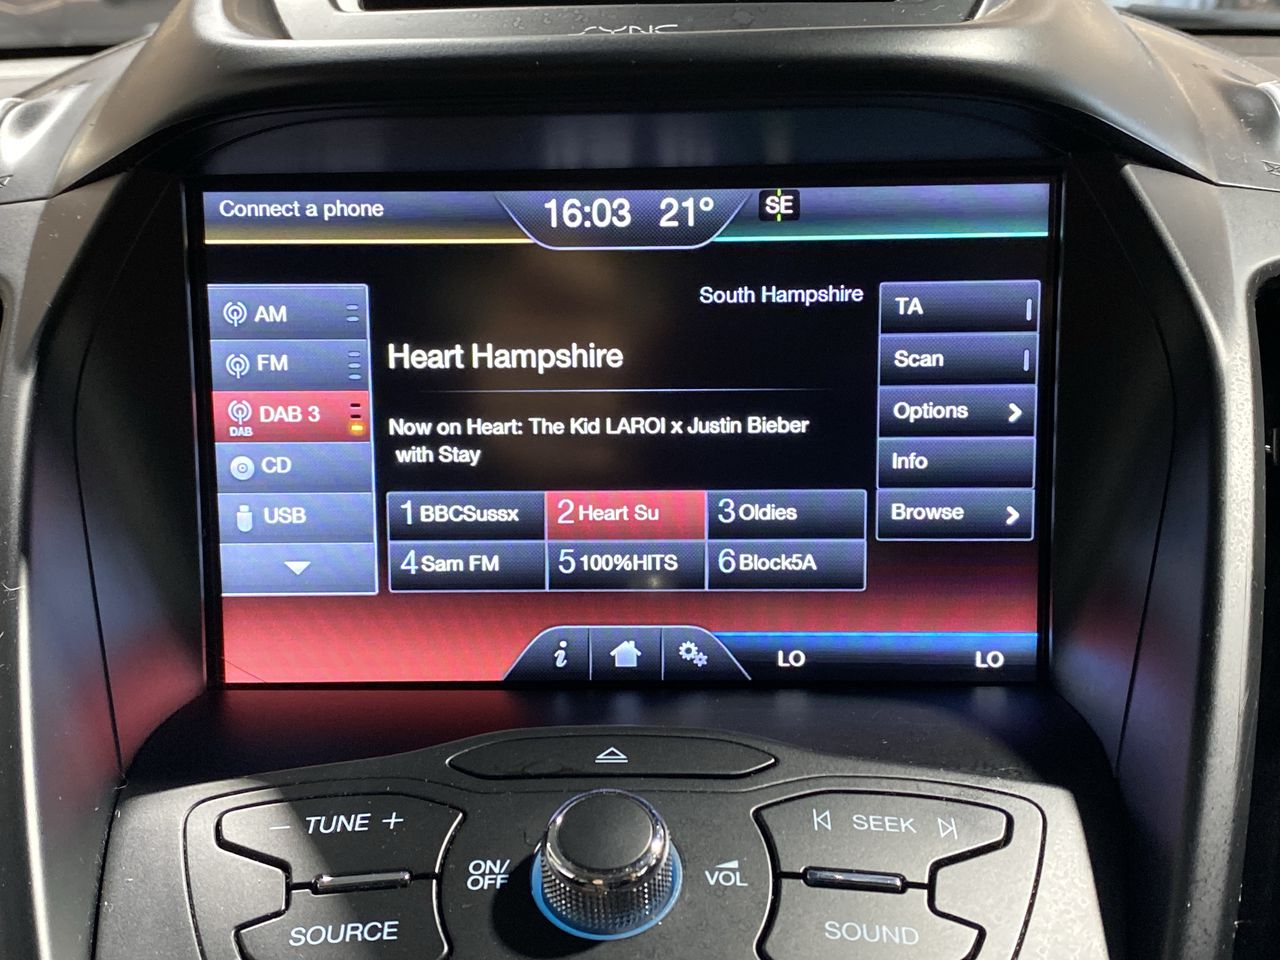 SYNC
Connect a phone
16:03 21°
SE
South Hampshire
AM
FM
DAB 3
DAB
CD
USB
Heart Hampshire
Now on Heart: The Kid LAROI x Justin Bieber
with Stay
1 BBCSussx
2 Heart Su
3 Oldies
4 Sam FM
5 100%HITS
6 Block5A
TA
Scan
Options
Info
Browse
i
LO
LO
− TUNE +
SOURCE
ON/
OFF
VOL
SEEK
SOUND